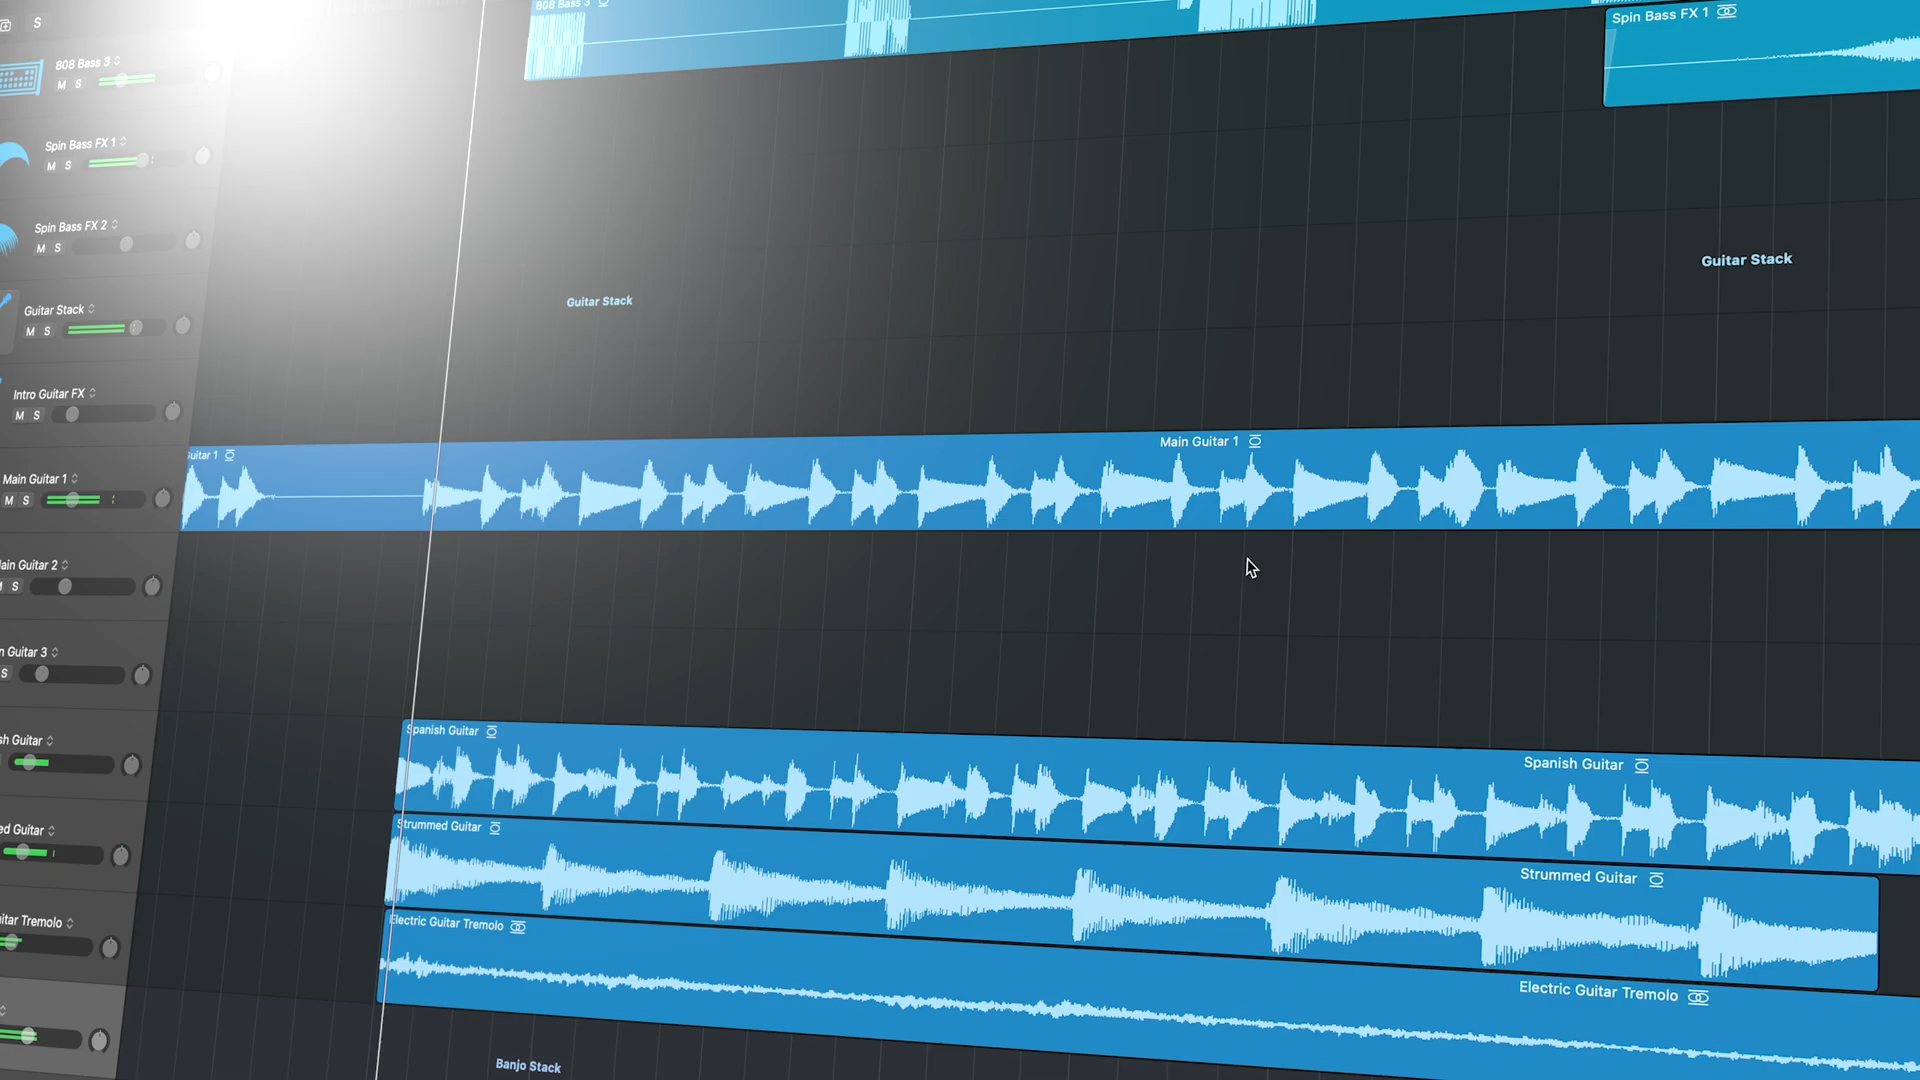 S
808 Bass 3
M S
Spin Bass FX 1
M S
Spin Bass FX 2
M S
Guitar Stack
M S
Intro Guitar FX
M S
Main Guitar 1
M S
ain Guitar 2
M S
n Guitar 3
S
sh Guitar
ed Guitar
itar Tremolo
808 Bass 3
Spin Bass FX 1
Guitar Stack
Guitar Stack
Guitar 1
Main Guitar 1
Spanish Guitar
Spanish Guitar
Strummed Guitar
Strummed Guitar
Electric Guitar Tremolo
Electric Guitar Tremolo
Banjo Stack